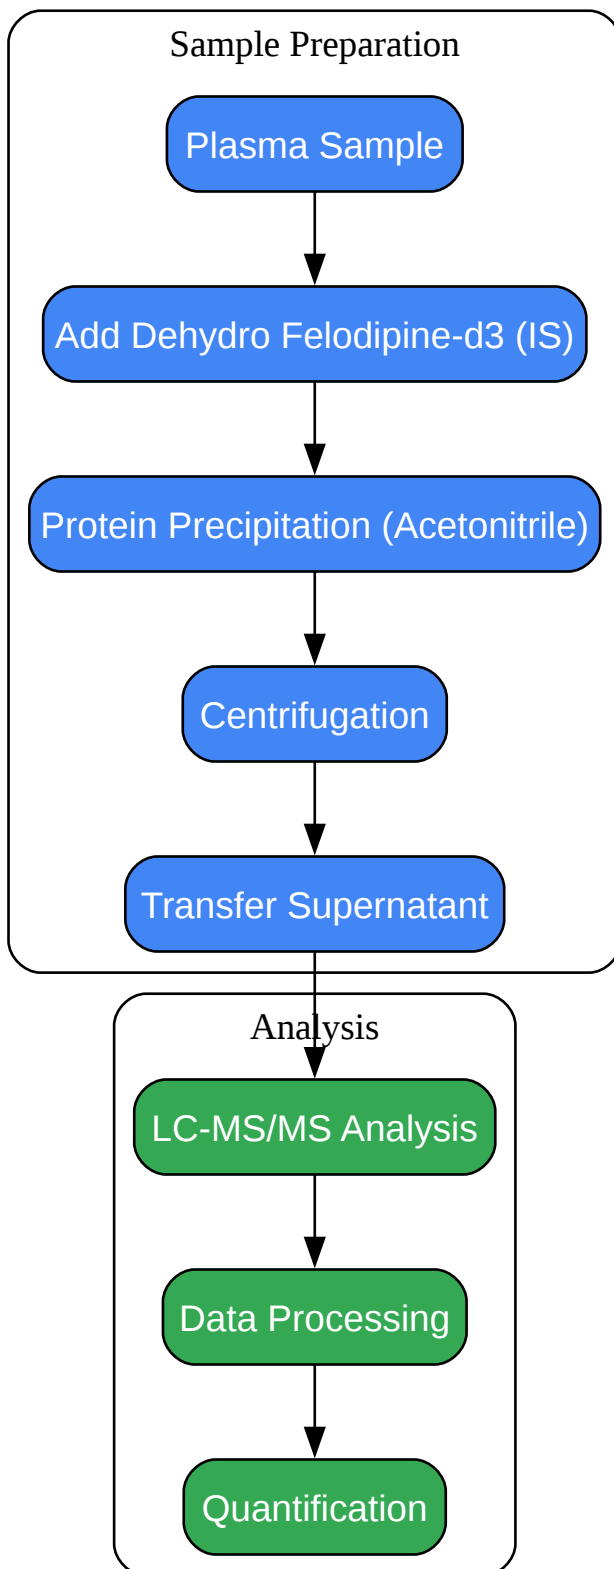 Sample Preparation
Plasma Sample
Add Dehydro Felodipine-d3 (IS)
Protein Precipitation (Acetonitrile)
Centrifugation
Transfer Supernatant
Analysis
LC-MS/MS Analysis
Data Processing
Quantification